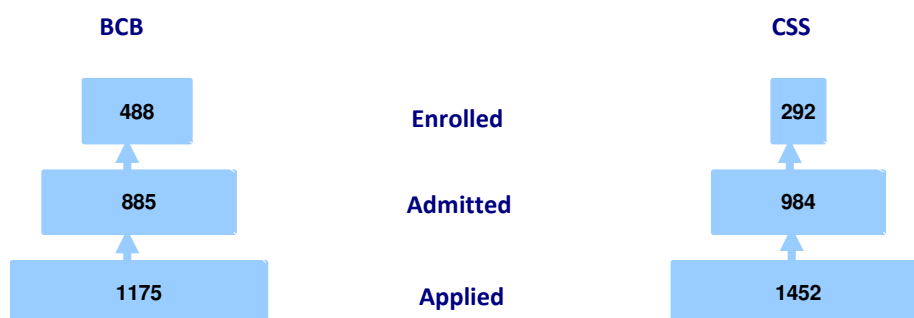 BCB CSS
488 Enrolled 292
885 Admitted 984
1175 Applied 1452